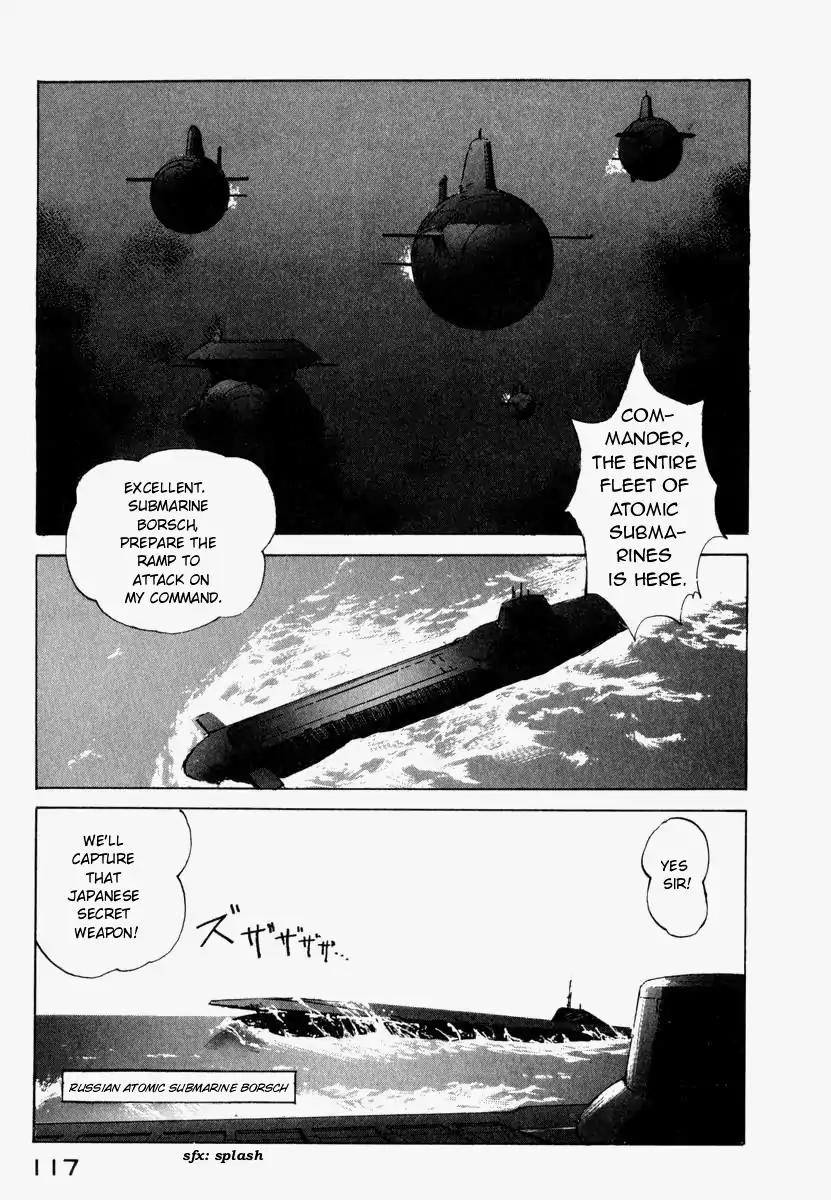 COM-
MANDER,
THE ENTIRE
FLEET OF
ATOMIC
SUBMA-
RINES
IS HERE.
EXCELLENT.
SUBMARINE
BORSCH,
PREPARE THE
RAMP TO
ATTACK ON
MY COMMAND.
YES
SIR!
WE'LL
CAPTURE
THAT
JAPANESE
SECRET
WEAPON!
ズザザザザ...
RUSSIAN ATOMIC SUBMARINE BORSCH
sfx: splash
117